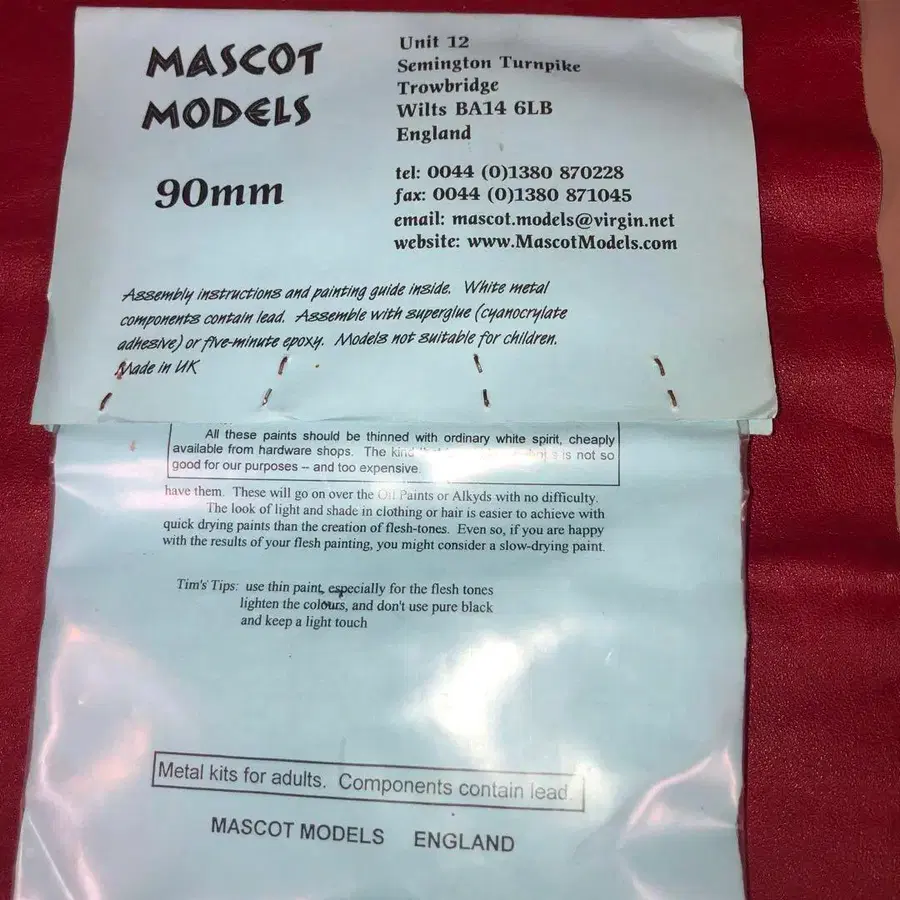 MASCOT
MODELS
90mm
Unit 12
Semington Turnpike
Trowbridge
Wilts BA14 6LB
England
tel: 0044 (0)1380 870228
fax: 0044 (0)1380 871045
email: mascot.models@virgin.net
website: www.MascotModels.com
Assembly instructions and painting guide inside. White metal
components contain lead. Assemble with superglue (cyanocrylate
adhesive) or five-minute epoxy. Models not suitable for children.
Made in UK
All these paints should be thinned with ordinary white spirit, cheaply
available from hardware shops. The kind is not so
good for our purposes – and too expensive.
have them. These will go on over the Oil Paints or Alkyds with no difficulty.
The look of light and shade in clothing or hair is easier to achieve with
quick drying paints than the creation of flesh-tones. Even so, if you are happy
with the results of your flesh painting, you might consider a slow-drying paint.
Tim's Tips: use thin paint, especially for the flesh tones
lighten the colours, and don't use pure black
and keep a light touch
Metal kits for adults. Components contain lead.
MASCOT MODELS ENGLAND